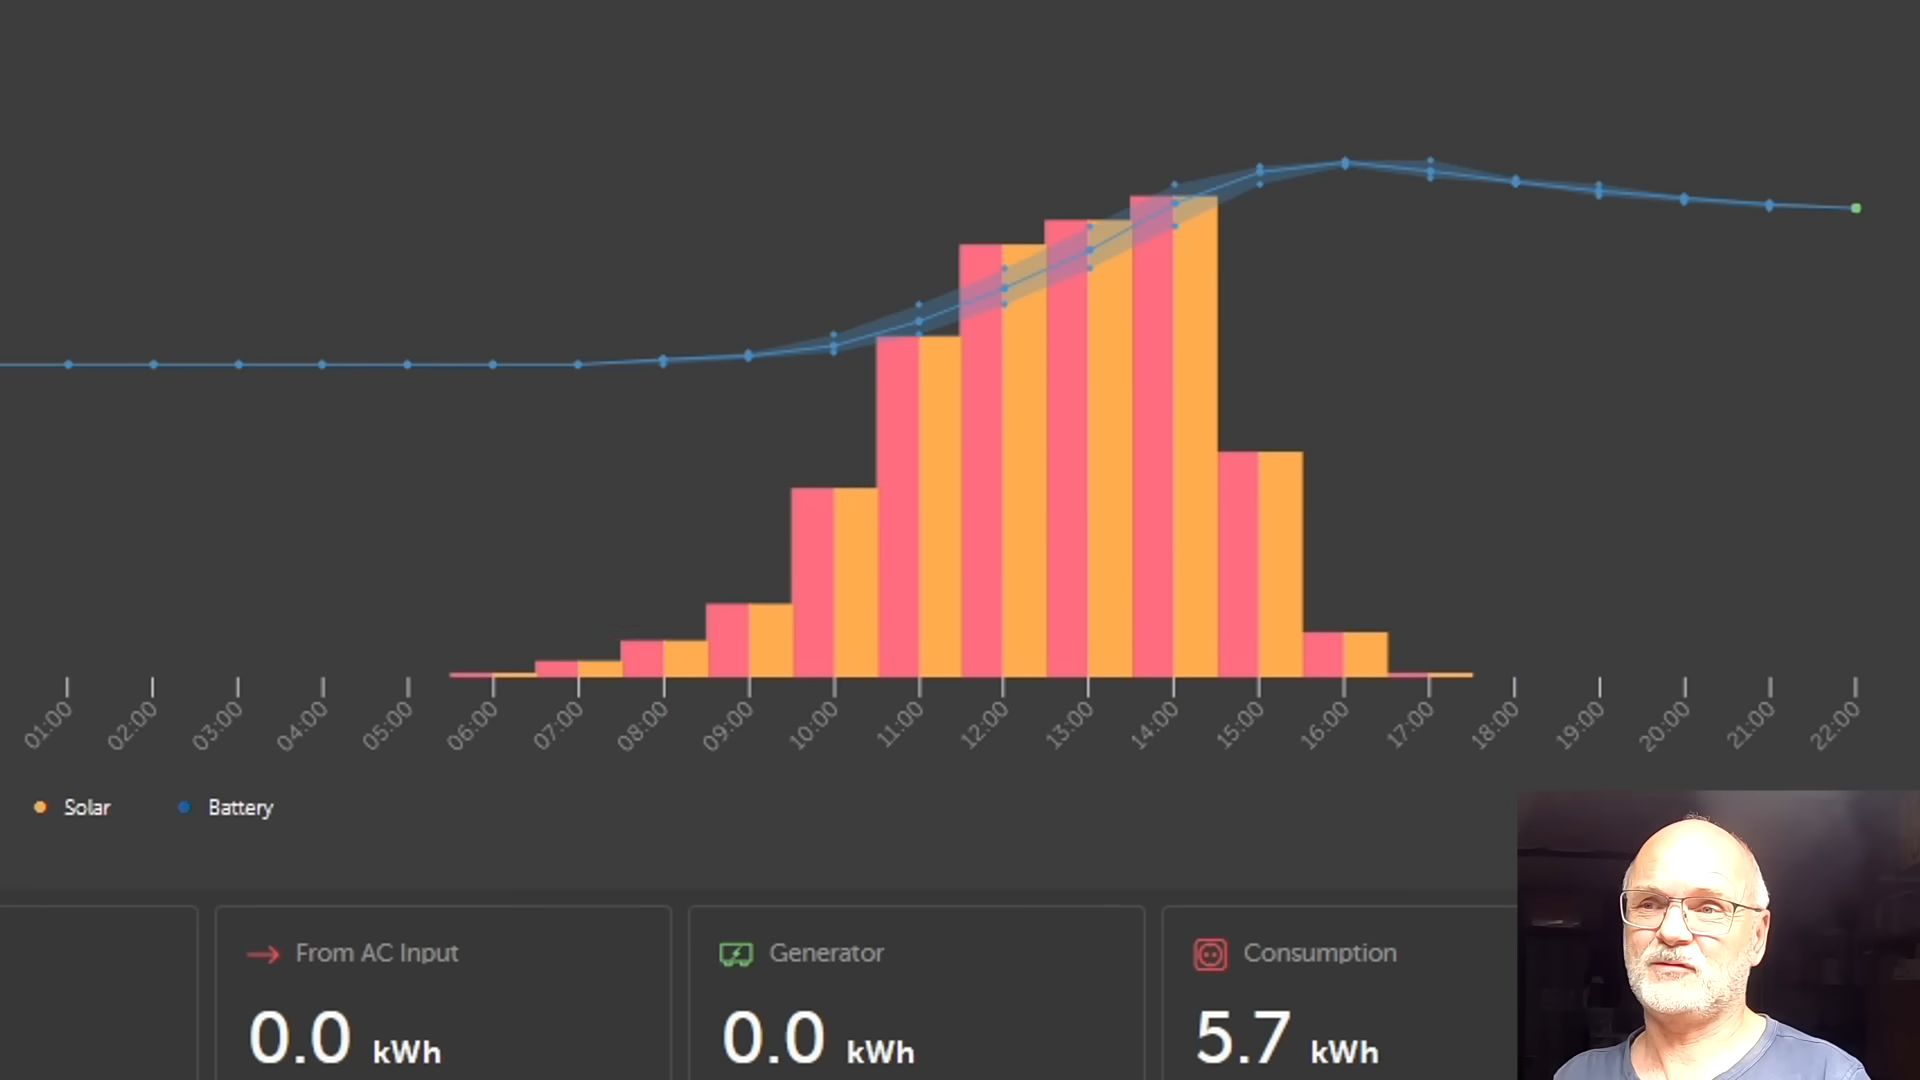 01:00 02:00 03:00 04:00 05:00 06:00 07:00 08:00 09:00 10:00 11:00 12:00 13:00 14:00 15:00 16:00 17:00 18:00 19:00 20:00 21:00 22:00
Solar Battery
From AC Input Generator Consumption
0.0 kWh 0.0 kWh 5.7 kWh